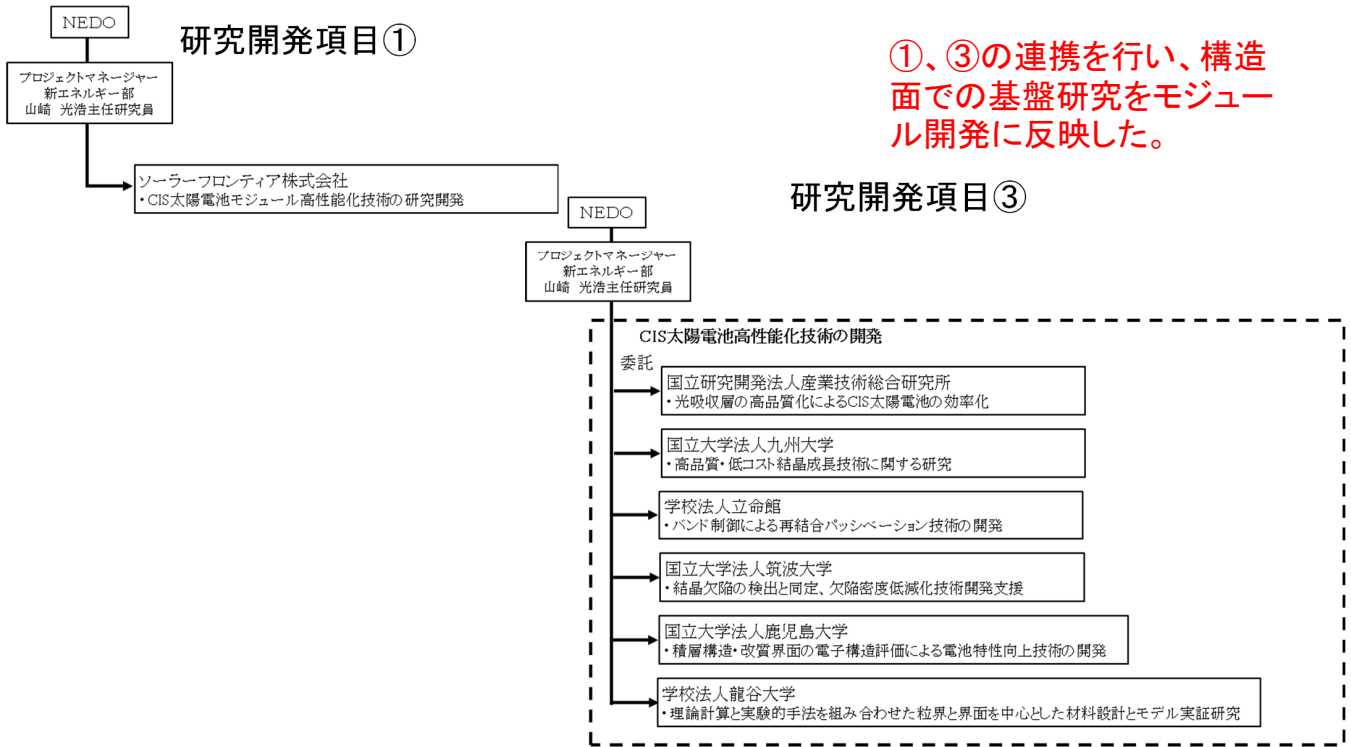 NEDO
研究開発項目①
プロジェクトマネージャー
新エネルギー部
山崎　光浩主任研究員
①、③の連携を行い、構造
面での基盤研究をモジュー
ル開発に反映した。
ソーラーフロンティア株式会社
・CIS太陽電池モジュール高性能化技術の研究開発
研究開発項目③
NEDO
プロジェクトマネージャー
新エネルギー部
山崎　光浩主任研究員
CIS太陽電池高性能化技術の開発
委託
国立研究開発法人産業技術総合研究所
・光吸収層の高品質化によるCIS太陽電池の効率化
国立大学法人九州大学
・高品質・低コスト結晶成長技術に関する研究
学校法人立命館
・バンド制御による再結合パッシベーション技術の開発
国立大学法人筑波大学
・結晶欠陥の検出と同定、欠陥密度低減化技術開発支援
国立大学法人鹿児島大学
・積層構造・改質界面の電子構造評価による電池特性向上技術の開発
学校法人龍谷大学
・理論計算と実験的手法を組み合わせた粒界と界面を中心とした材料設計とモデル実証研究